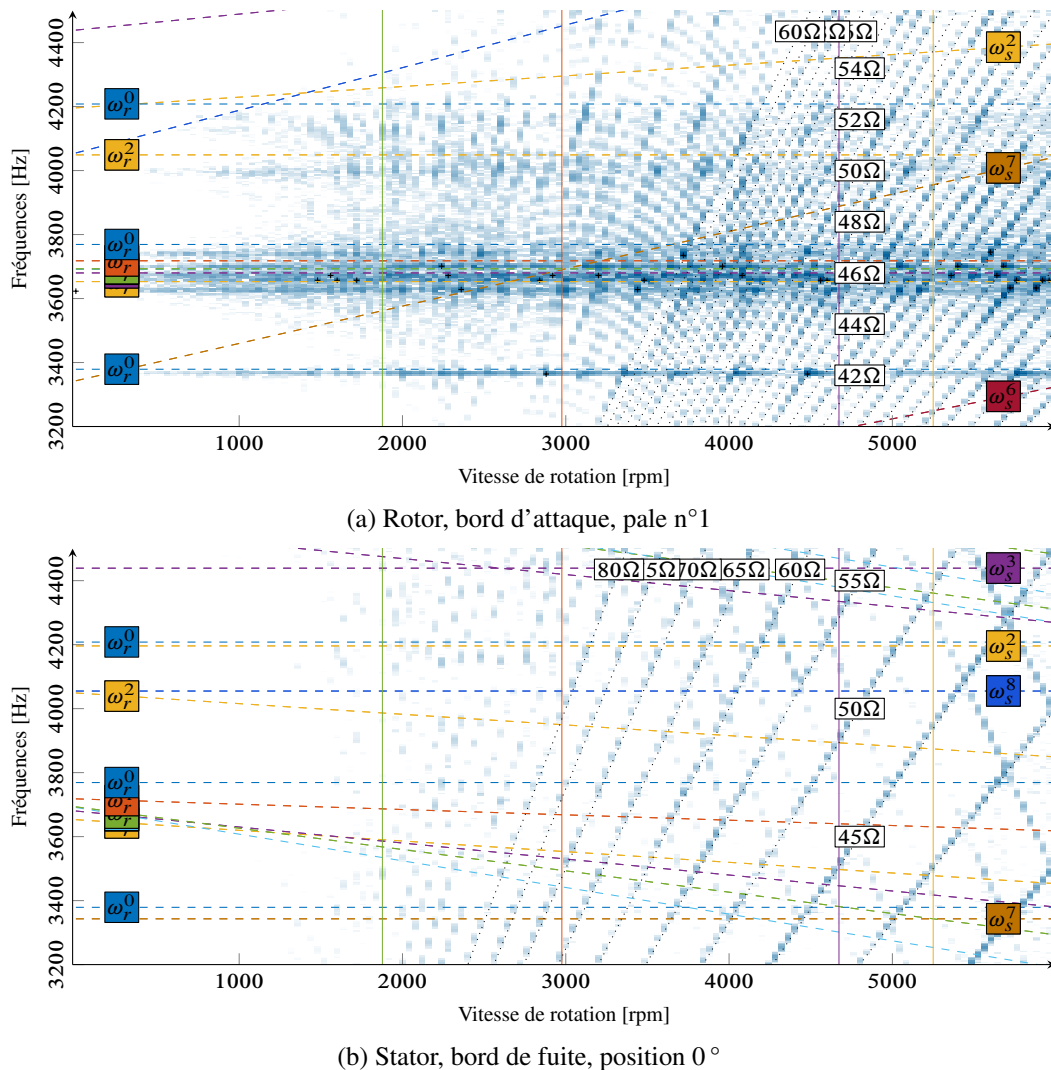 4400
4200
4000
3800
3600
3400
3200
Fréquences [Hz]
60Ω Ω Ω
54Ω
52Ω
50Ω
48Ω
46Ω
44Ω
42Ω
ω_r^0
ω_r^2
ω_r^0
ω_r^0
ω_s^2
ω_s^7
ω_s^6
1000 2000 3000 4000 5000
Vitesse de rotation [rpm]
(a) Rotor, bord d'attaque, pale n°1
4400
4200
4000
3800
3600
3400
3200
Fréquences [Hz]
80Ω 5Ω 70Ω 65Ω 60Ω
55Ω
50Ω
45Ω
ω_r^0
ω_r^2
ω_r^0
ω_r^0
ω_s^3
ω_s^2
ω_s^8
ω_s^7
1000 2000 3000 4000 5000
Vitesse de rotation [rpm]
(b) Stator, bord de fuite, position 0°